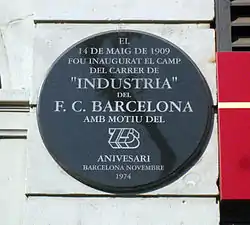 EL
14 DE MAIG DE 1909
FOU INAUGURAT EL CAMP
DEL CARRER DE
"INDUSTRIA"
DEL
F. C. BARCELONA
AMB MOTIU DEL
75
ANIVESARI
BARCELONA NOVEMBRE
1974